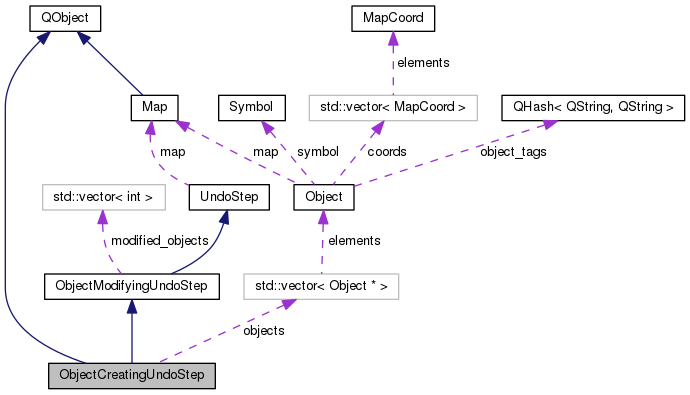 QObject
MapCoord
elements
Map
Symbol
std::vector< MapCoord >
QHash< QString, QString >
map
map
symbol
coords
object_tags
std::vector< int >
UndoStep
Object
modified_objects
elements
ObjectModifyingUndoStep
std::vector< Object * >
objects
ObjectCreatingUndoStep